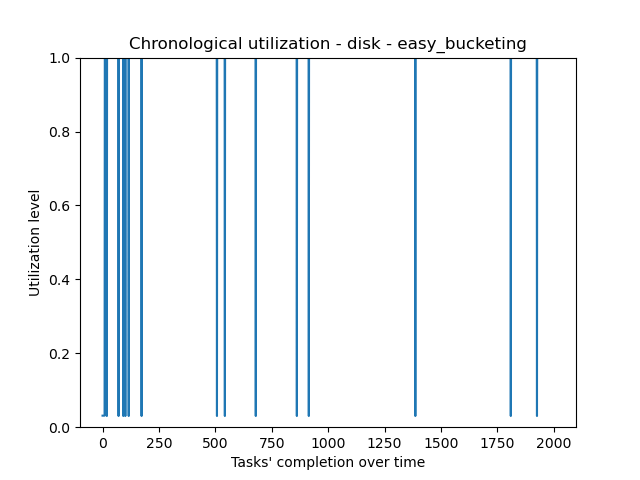 Chronological utilization - disk - easy_bucketing
1.0
0.8
0.6
0.4
0.2
0.0
Utilization level
0 250 500 750 1000 1250 1500 1750 2000
Tasks' completion over time